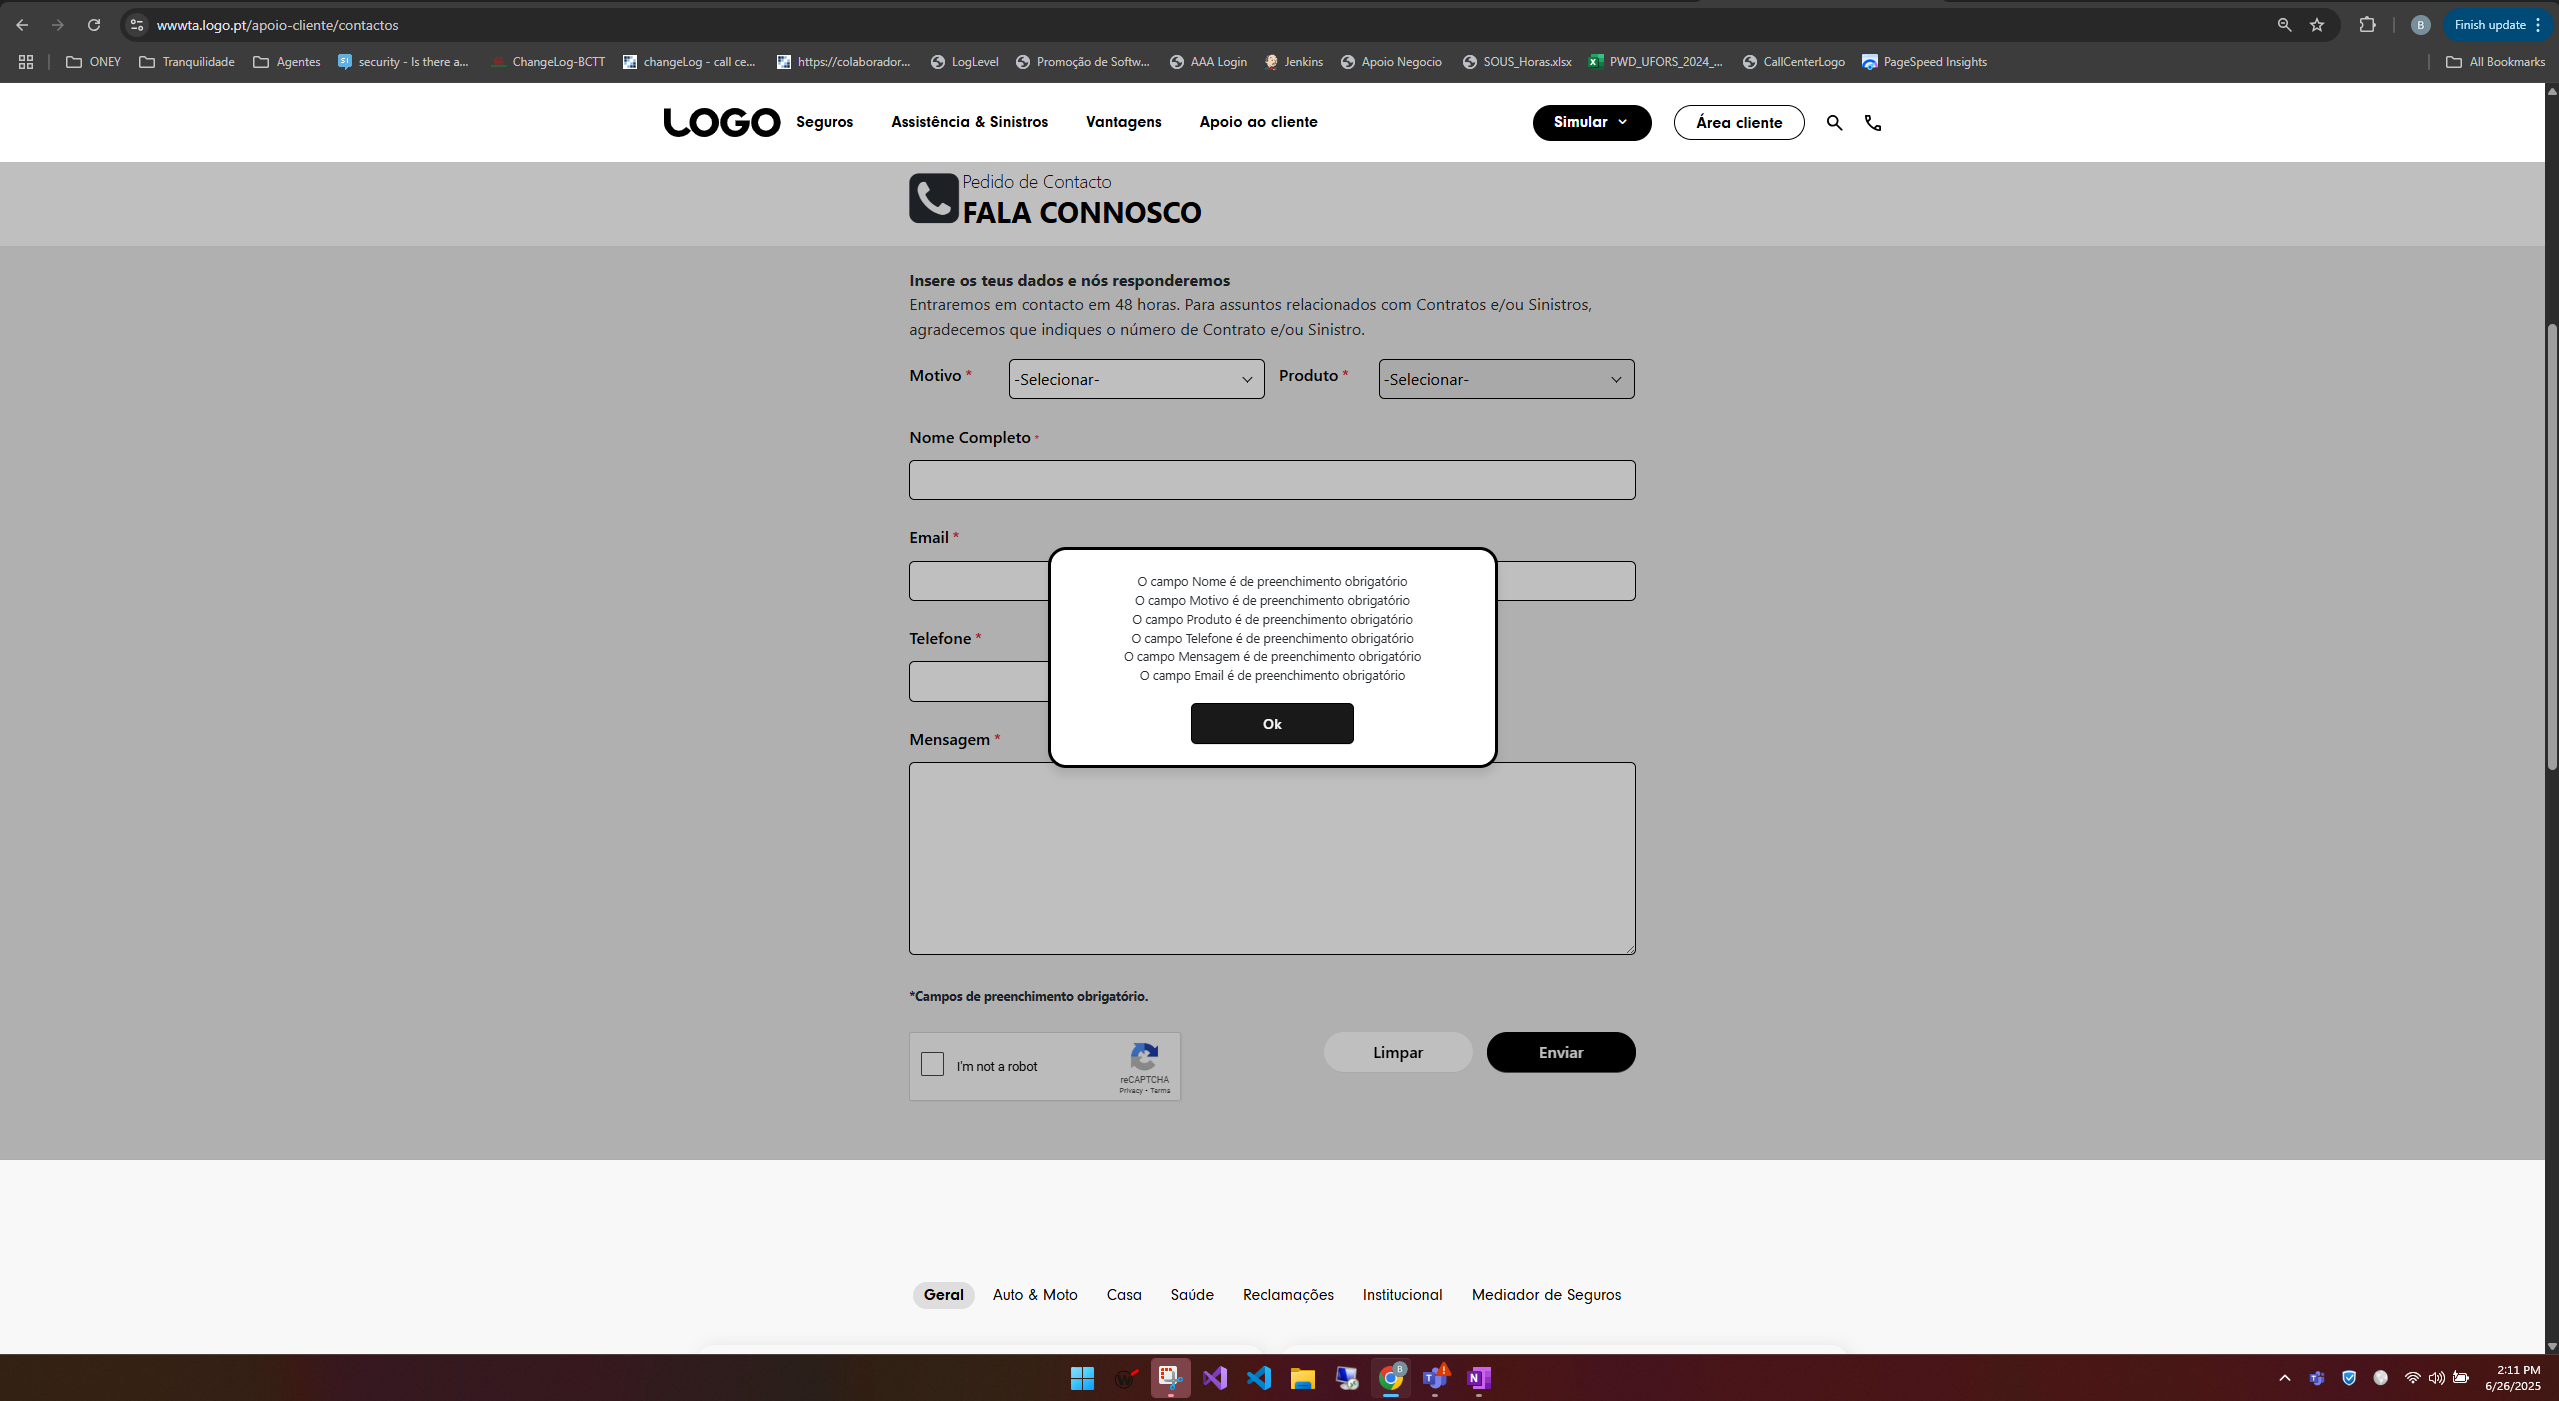 wwwta.logo.pt/apoio-cliente/contactos
B
Finish update
ONEY
Tranquilidade
Agentes
security - Is there a...
ChangeLog-BCTT
changeLog - call ce...
https://colaborador...
LogLevel
Promoção de Softw...
AAA Login
Jenkins
Apoio Negocio
SOUS_Horas.xlsx
PWD_UFORS_2024_...
CallCenterLogo
PageSpeed Insights
All Bookmarks
LOGO
Seguros
Assistência & Sinistros
Vantagens
Apoio ao cliente
Simular
Área cliente
Pedido de Contacto
FALA CONNOSCO
Insere os teus dados e nós responderemos
Entraremos em contacto em 48 horas. Para assuntos relacionados com Contratos e/ou Sinistros,
agradecemos que indiques o número de Contrato e/ou Sinistro.
Motivo *
-Selecionar-
Produto *
-Selecionar-
Nome Completo *
Email *
O campo Nome é de preenchimento obrigatório
O campo Motivo é de preenchimento obrigatório
O campo Produto é de preenchimento obrigatório
O campo Telefone é de preenchimento obrigatório
O campo Mensagem é de preenchimento obrigatório
O campo Email é de preenchimento obrigatório
Ok
Telefone *
Mensagem *
*Campos de preenchimento obrigatório.
I'm not a robot
reCAPTCHA
Privacy - Terms
Limpar
Enviar
Geral
Auto & Moto
Casa
Saúde
Reclamações
Institucional
Mediador de Seguros
2:11 PM
6/26/2025